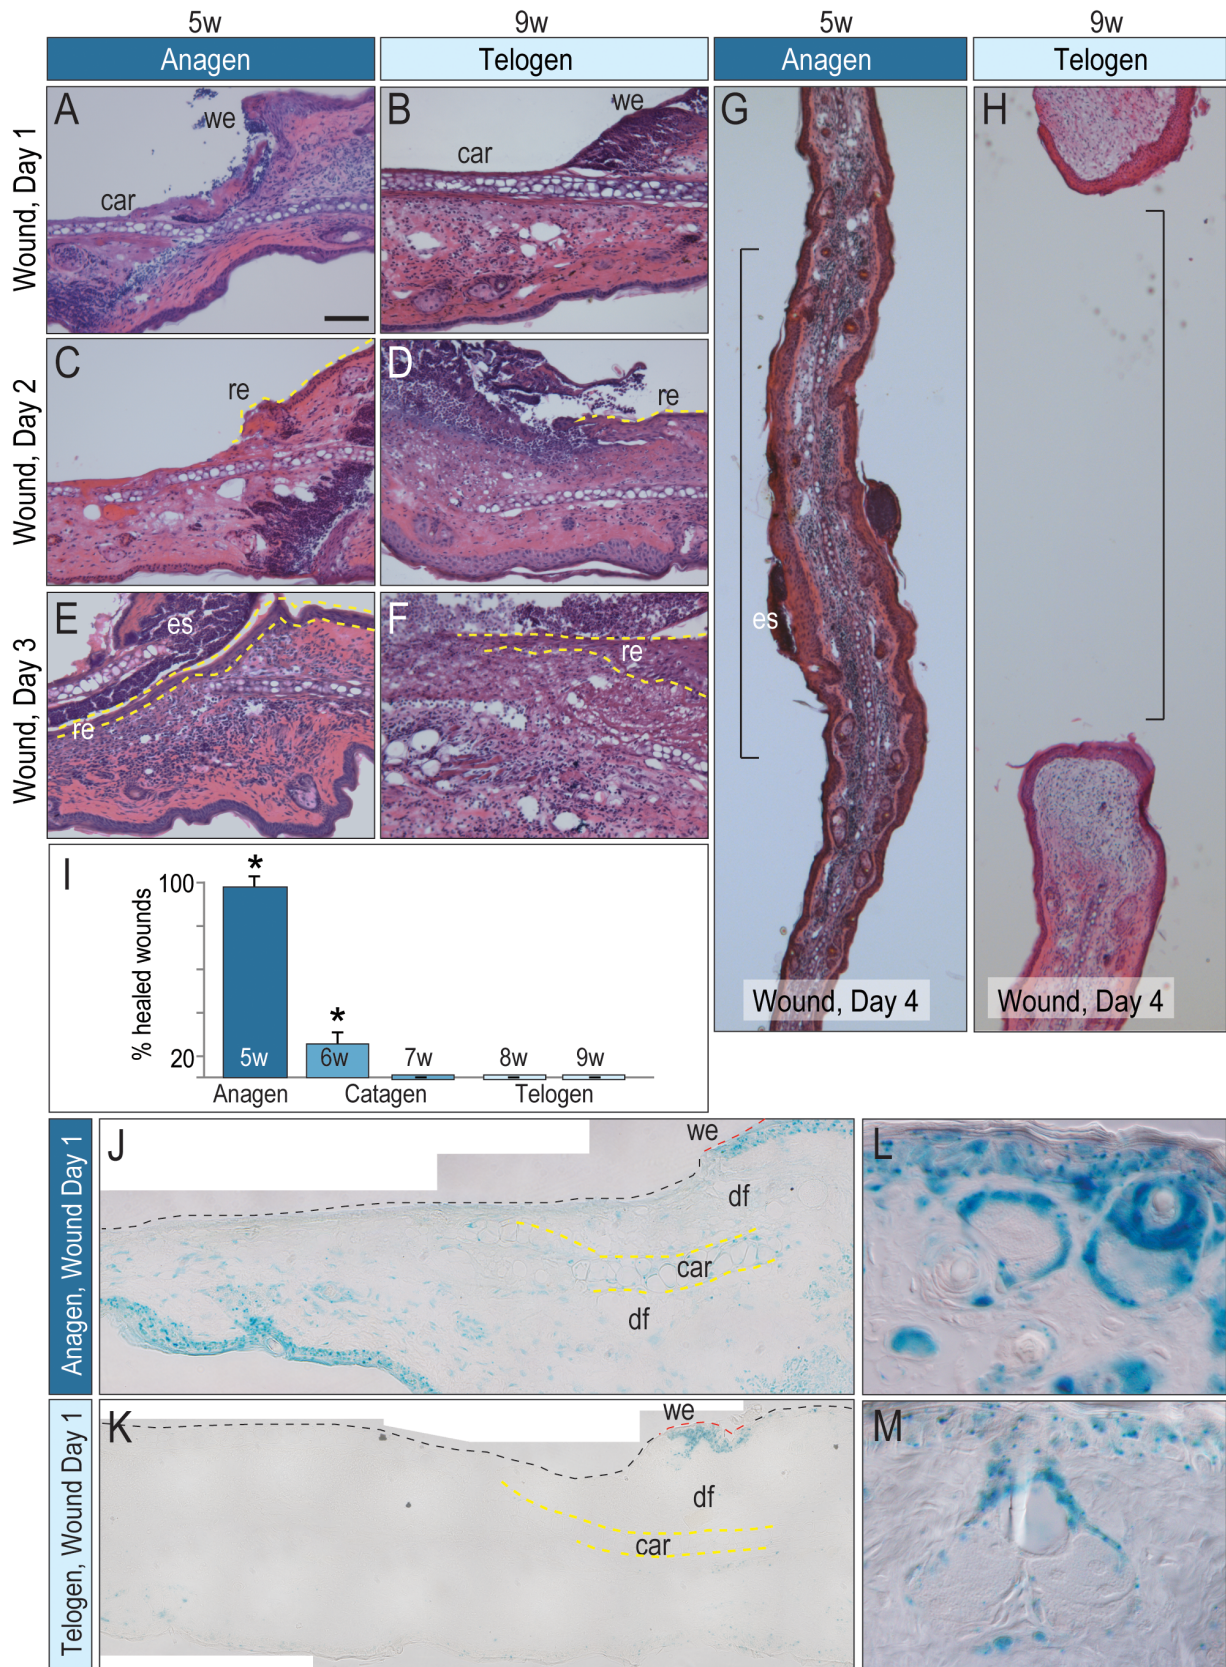 5w
9w
5w
9w
Anagen
Telogen
Anagen
Telogen
Wound, Day 1
A
we
car
B
we
car
G
es
Wound, Day 4
H
Wound, Day 4
Wound, Day 2
C
re
D
re
Wound, Day 3
E
es
re
F
re
I
% healed wounds
100
20
*
*
5w
6w
7w
8w
9w
Anagen
Catagen
Telogen
Anagen, Wound Day 1
J
we
df
car
df
L
Telogen, Wound Day 1
K
we
df
car
M